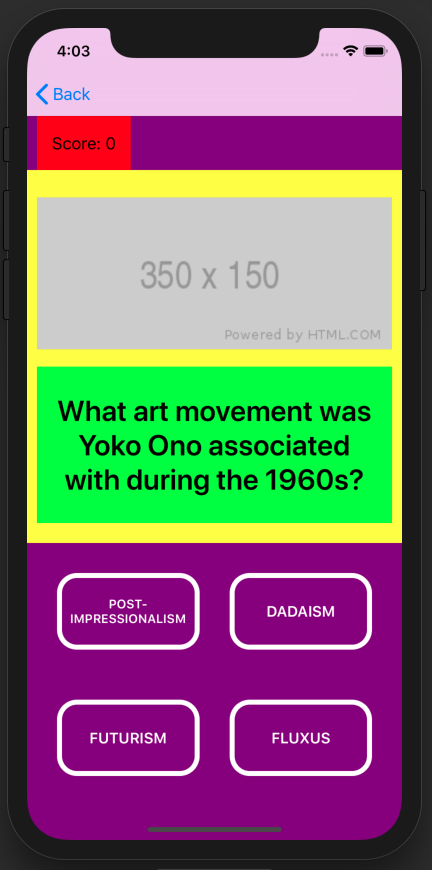 4:03
Back
Score: 0
350 x 150
Powered by HTML.COM
What art movement was
Yoko Ono associated
with during the 1960s?
POST-
IMPRESSIONALISM
DADAISM
FUTURISM
FLUXUS